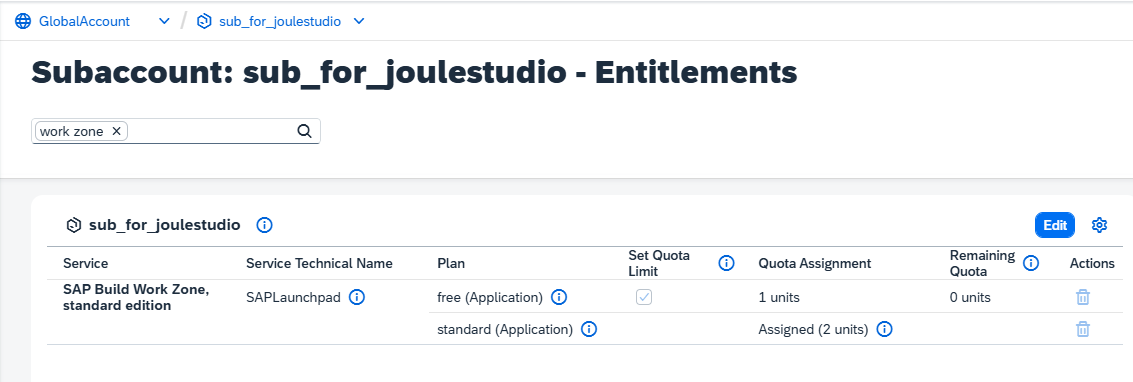 GlobalAccount / sub_for_joulestudio
Subaccount: sub_for_joulestudio - Entitlements
work zone
sub_for_joulestudio
Edit
Service Service Technical Name Plan Set Quota Limit Quota Assignment Remaining Quota Actions
SAP Build Work Zone, standard edition SAPLaunchpad free (Application) 1 units 0 units
standard (Application) Assigned (2 units)